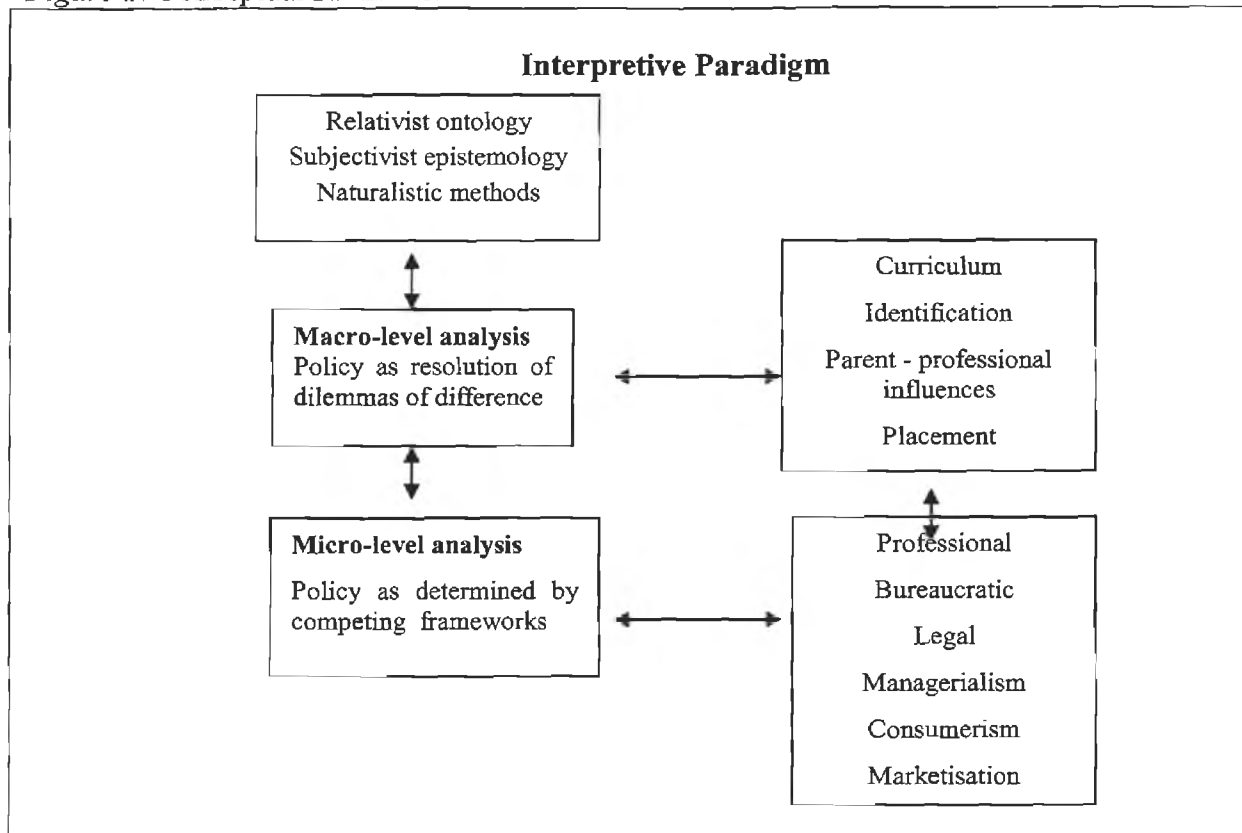 Interpretive Paradigm
Relativist ontology
Subjectivist epistemology
Naturalistic methods
Macro-level analysis
Policy as resolution of
dilemmas of difference
Micro-level analysis
Policy as determined by
competing frameworks
Curriculum
Identification
Parent - professional
influences
Placement
Professional
Bureaucratic
Legal
Managerialism
Consumerism
Marketisation